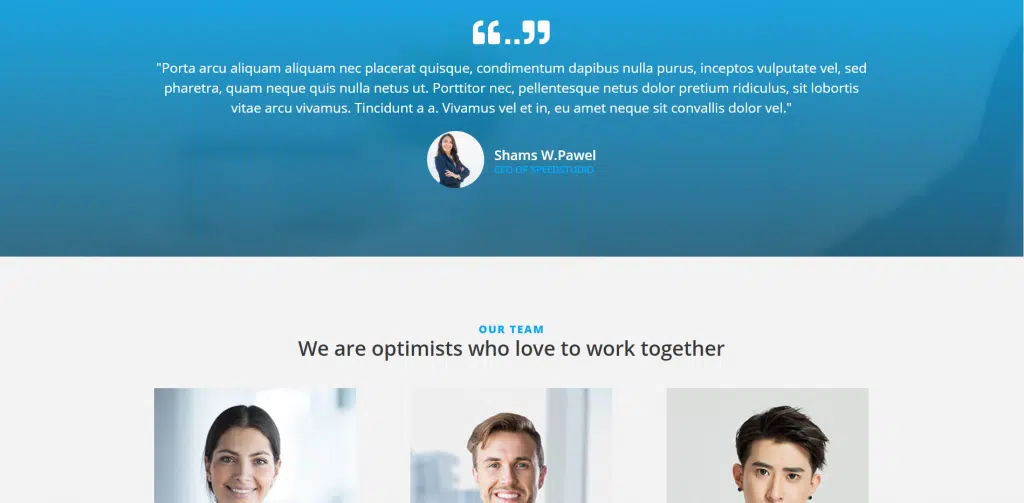 "Porta arcu aliquam aliquam nec placerat quisque, condimentum dapibus nulla purus, inceptos vulputate vel, sed
pharetra, quam neque quis nulla netus ut. Porttitor nec, pellentesque netus dolor pretium ridiculus, sit lobortis
vitae arcu vivamus. Tincidunt a a. Vivamus vel et in, eu amet neque sit convallis dolor vel."
Shams W.Pawel
CEO OF XPEEDSTUDIO
OUR TEAM
We are optimists who love to work together